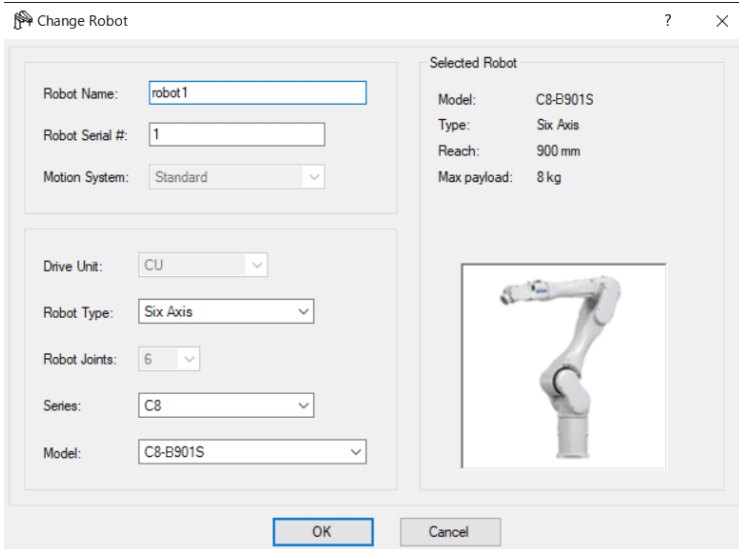 Change Robot
?
Robot Name: robot1
Robot Serial #: 1
Motion System: Standard
Drive Unit: CU
Robot Type: Six Axis
Robot Joints: 6
Series: C8
Model: C8-B901S
Selected Robot
Model: C8-B901S
Type: Six Axis
Reach: 900 mm
Max payload: 8 kg
OK
Cancel